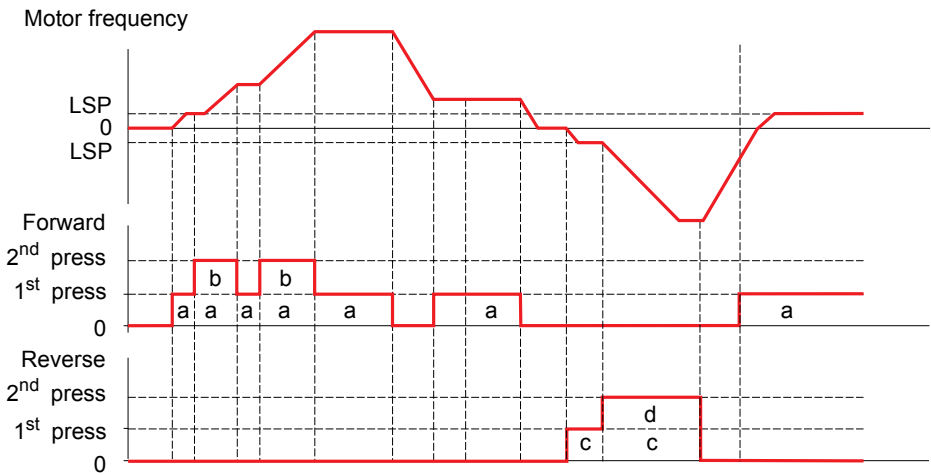 Motor frequency
LSP
0
LSP
Forward
2nd press
b b
1st press
a a a a a a a
0
Reverse
2nd press
d
1st press
c c
0